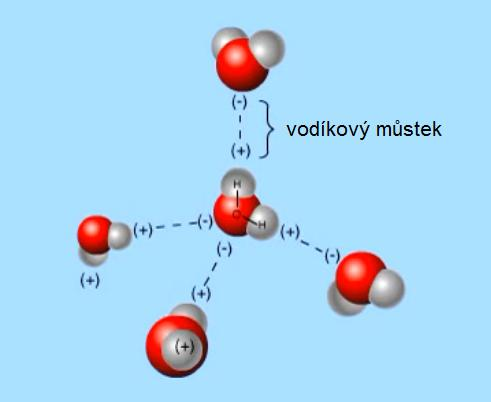 (-)
vodíkový můstek
(+)
H
O
H
(+)
(-)
(+)
(-)
(-)
(+)
(+)
(+)